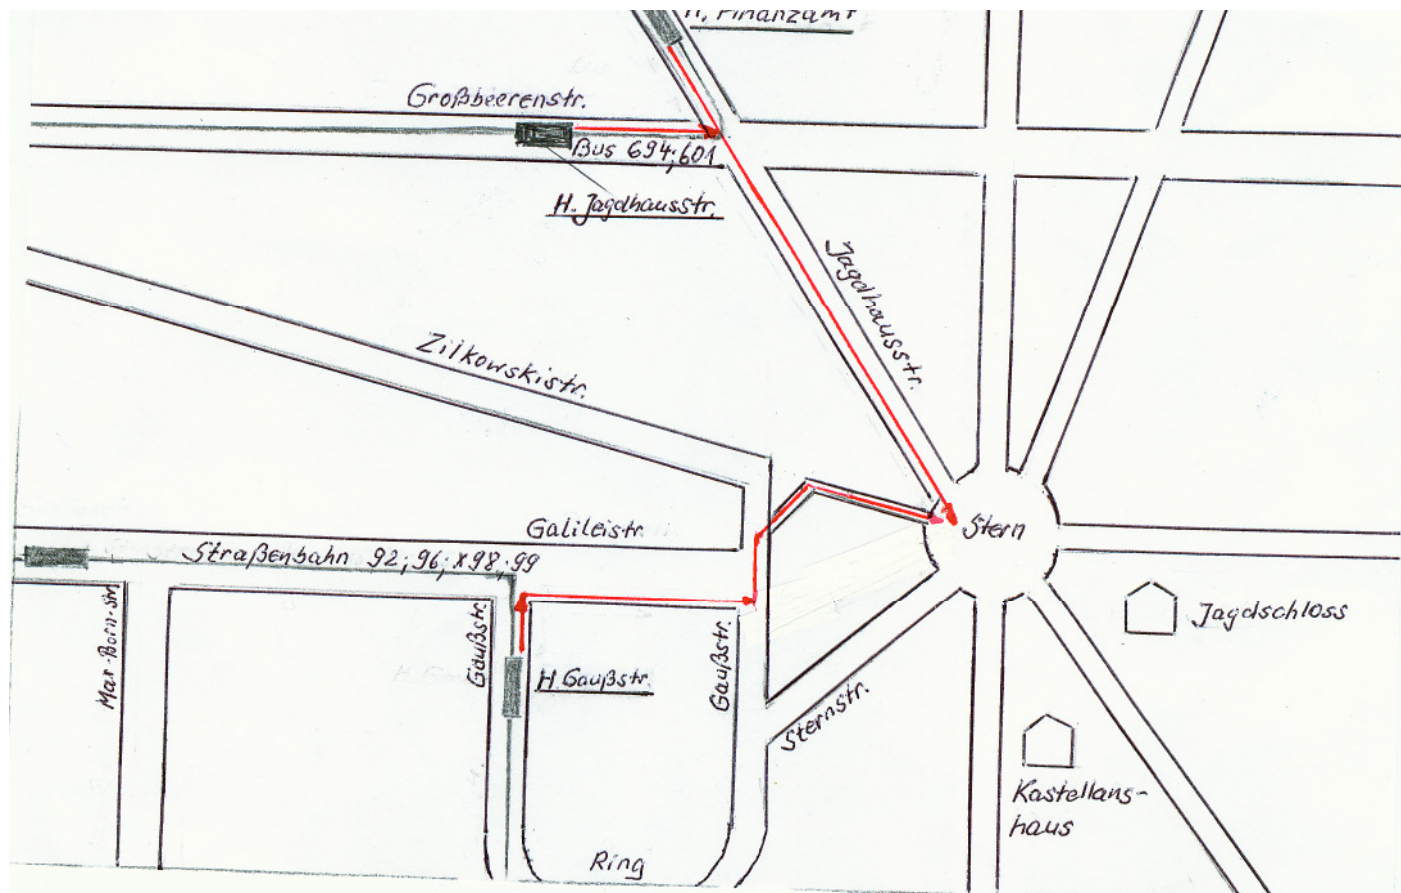 H. Finanzamt
Großbeerenstr.
Bus 694; 601
H. Jagdhausstr.
Jagdhausstr.
Zilkowskistr.
Galileistr.
Stern
Straßenbahn 92; 96; X98; 99
Max-Born-Str.
Gaußstr.
H. Gaußstr.
Gaußstr.
Sternstr.
Jagdschloss
Kastellans-
haus
Ring